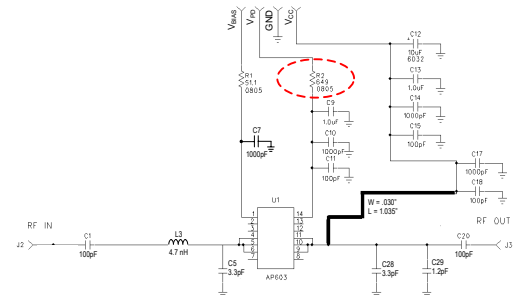 VBIAS
VPD
GND
VCC
C12
+
10uF
6032
R1
51.1
0805
R2
649
0805
C13
1.0uF
C14
1000pF
C15
100pF
C9
1.0uF
C10
1000pF
C11
100pF
C7
1000pF
C17
1000pF
C18
100pF
U1
1 14
2 13
3 12
4 11
5 10
6 9
7 8
AP603
W = .030"
L = 1.035"
RF IN
RF OUT
J2
C1
100pF
L3
4.7 nH
C5
3.3pF
C28
3.3pF
C29
1.2pF
C20
100pF
J3